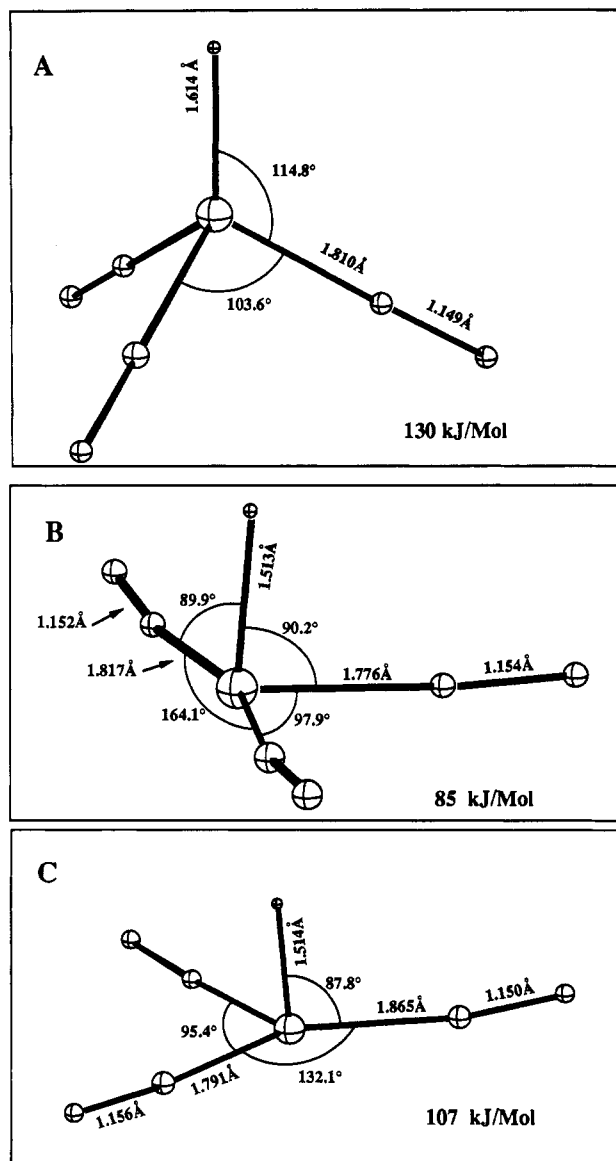 A
1.614 Å
114.8°
1.810Å
1.149Å
103.6°
130 kJ/Mol
B
1.513Å
89.9°
1.152Å
90.2°
1.776Å
1.154Å
1.817Å
164.1°
97.9°
85 kJ/Mol
C
1.514Å
87.8°
1.865Å
1.150Å
95.4°
1.791Å
132.1°
1.156Å
107 kJ/Mol